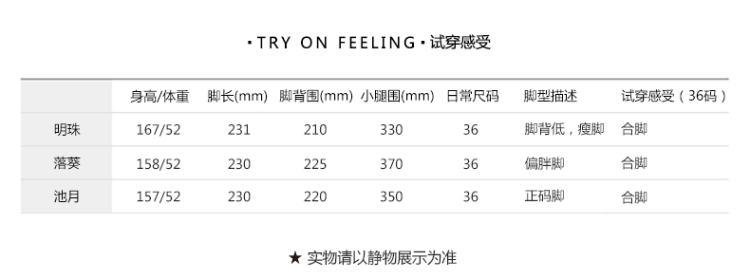 ·TRY ON FEELING·试穿感受
身高/体重 脚长(mm) 脚背围(mm) 小腿围(mm) 日常尺码 脚型描述 试穿感受（36码）
明珠 167/52 231 210 330 36 脚背低，瘦脚 合脚
落葵 158/52 230 225 370 36 偏胖脚 合脚
池月 157/52 230 220 350 36 正码脚 合脚
★ 实物请以静物展示为准